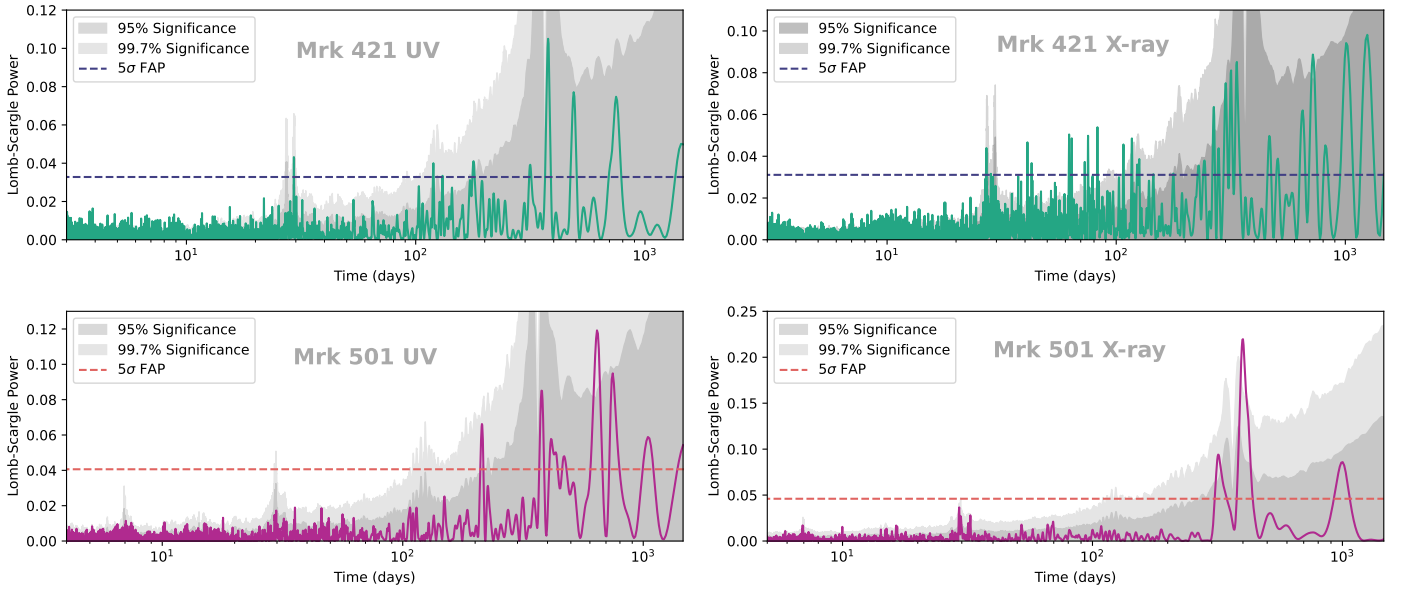 0.12
0.10
0.08
0.06
0.04
0.02
0.00
Lomb-Scargle Power
95% Significance
99.7% Significance
5σ FAP
Mrk 421 UV
10¹
10²
10³
Time (days)
0.10
0.08
0.06
0.04
0.02
0.00
Lomb-Scargle Power
95% Significance
99.7% Significance
5σ FAP
Mrk 421 X-ray
10¹
10²
10³
Time (days)
0.12
0.10
0.08
0.06
0.04
0.02
0.00
Lomb-Scargle Power
95% Significance
99.7% Significance
5σ FAP
Mrk 501 UV
10¹
10²
10³
Time (days)
0.25
0.20
0.15
0.10
0.05
0.00
Lomb-Scargle Power
95% Significance
99.7% Significance
5σ FAP
Mrk 501 X-ray
10¹
10²
10³
Time (days)